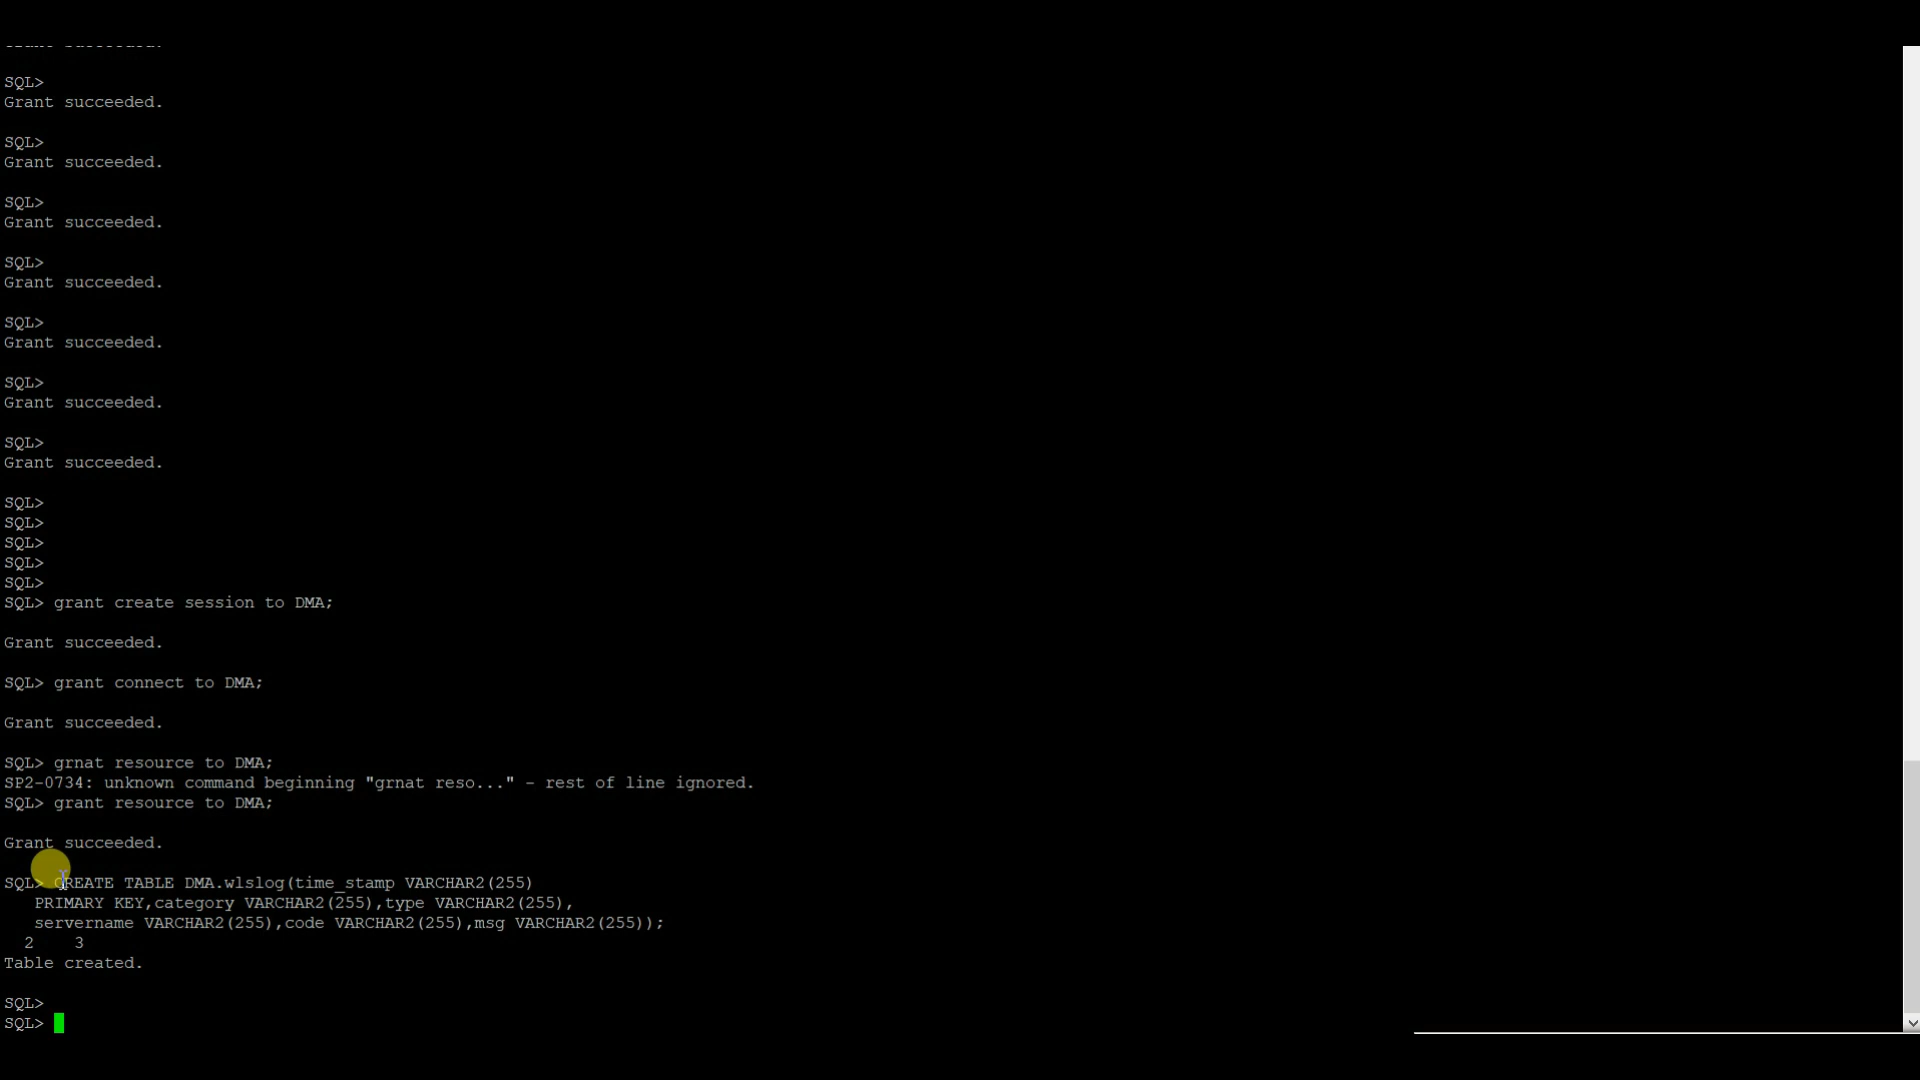 SQL>
Grant succeeded.
SQL>
Grant succeeded.
SQL>
Grant succeeded.
SQL>
Grant succeeded.
SQL>
Grant succeeded.
SQL>
Grant succeeded.
SQL>
Grant succeeded.
SQL>
SQL>
SQL>
SQL>
SQL>
SQL> grant create session to DMA;
Grant succeeded.
SQL> grant connect to DMA;
Grant succeeded.
SQL> grnat resource to DMA;
SP2-0734: unknown command beginning "grnat reso..." - rest of line ignored.
SQL> grant resource to DMA;
Grant succeeded.
SQL> CREATE TABLE DMA.wlslog(time_stamp VARCHAR2(255)
PRIMARY KEY,category VARCHAR2(255),type VARCHAR2(255),
servername VARCHAR2(255),code VARCHAR2(255),msg VARCHAR2(255));
2 3
Table created.
SQL>
SQL>